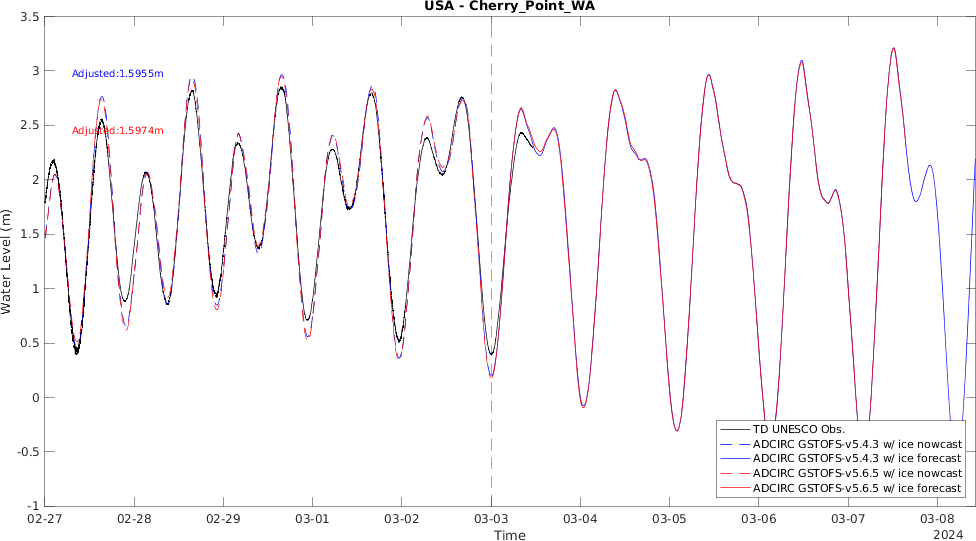 USA - Cherry_Point_WA
3.5
3
2.5
2
1.5
1
0.5
0
-0.5
-1
Water Level (m)
Adjusted:1.5955m
Adjusted:1.5974m
TD UNESCO Obs.
ADCIRC GSTOFS-v5.4.3 w/ ice nowcast
ADCIRC GSTOFS-v5.4.3 w/ ice forecast
ADCIRC GSTOFS-v5.6.5 w/ ice nowcast
ADCIRC GSTOFS-v5.6.5 w/ ice forecast
02-27 02-28 02-29 03-01 03-02 03-03 03-04 03-05 03-06 03-07 03-08
Time
2024